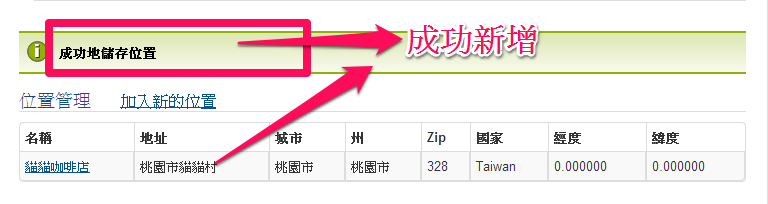 成功地儲存位置
成功新增
位置管理 加入新的位置
名稱 地址 城市 州 Zip 國家 經度 緯度
貓貓咖啡店 桃園市貓貓村 桃園市 桃園市 328 Taiwan 0.000000 0.000000